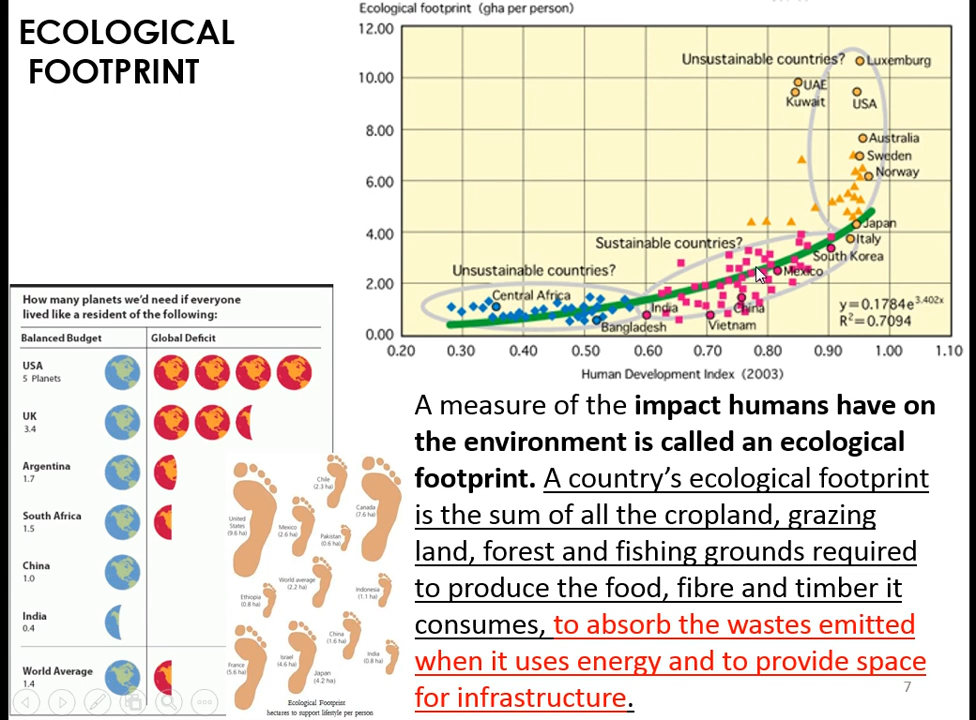 ECOLOGICAL
FOOTPRINT
Ecological footprint (gha per person)
12.00
10.00
8.00
6.00
4.00
2.00
0.00
0.20 0.30 0.40 0.50 0.60 0.70 0.80 0.90 1.00 1.10
Human Development Index (2003)
Unsustainable countries?
Luxemburg
UAE
Kuwait
USA
Australia
Sweden
Norway
Japan
Italy
South Korea
Sustainable countries?
Mexico
Unsustainable countries?
Central Africa
India
China
Bangladesh
Vietnam
y=0.1784e3.402x
R2=0.7094
How many planets we'd need if everyone
lived like a resident of the following:
Balanced Budget Global Deficit
USA
5 Planets
UK
3.4
Argentina
1.7
South Africa
1.5
China
1.0
India
0.4
World Average
1.4
United
States
(9.6 ha)
Mexico
(2.6 ha)
Chile
(2.3 ha)
Pakistan
(0.6 ha)
Canada
(7.6 ha)
Ethiopia
(0.8 ha)
World average
(2.2 ha)
Indonesia
(1.1 ha)
France
(5.6 ha)
Israel
(4.6 ha)
Japan
(4.2 ha)
China
(1.6 ha)
India
(0.8 ha)
Ecological Footprint
hectares to support lifestyle per person
A measure of the impact humans have on
the environment is called an ecological
footprint. A country's ecological footprint
is the sum of all the cropland, grazing
land, forest and fishing grounds required
to produce the food, fibre and timber it
consumes, to absorb the wastes emitted
when it uses energy and to provide space
for infrastructure.
7